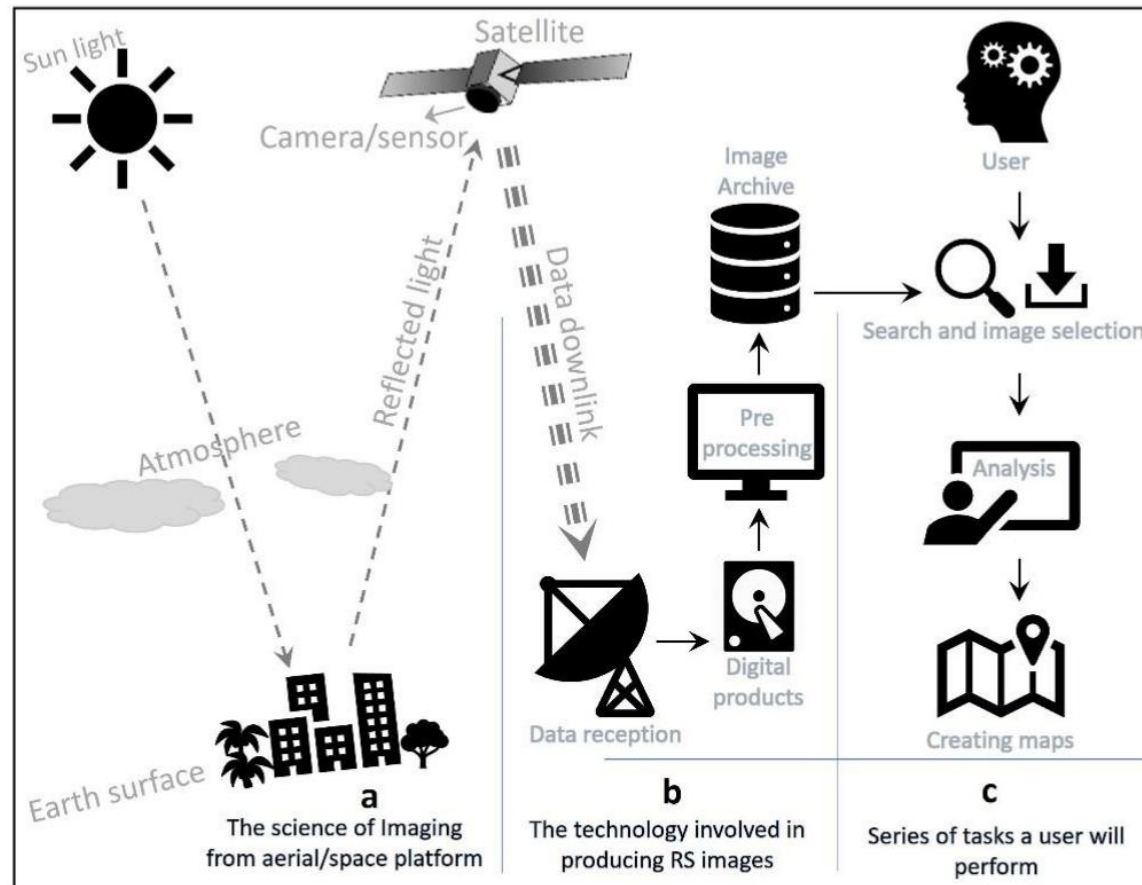 Sun light
Satellite
Camera/sensor
Reflected light
Atmosphere
Earth surface
a
The science of Imaging
from aerial/space platform
Data downlink
Data reception
Digital
products
Pre
processing
Image
Archive
b
The technology involved in
producing RS images
User
Search and image selection
Analysis
Creating maps
c
Series of tasks a user will
perform